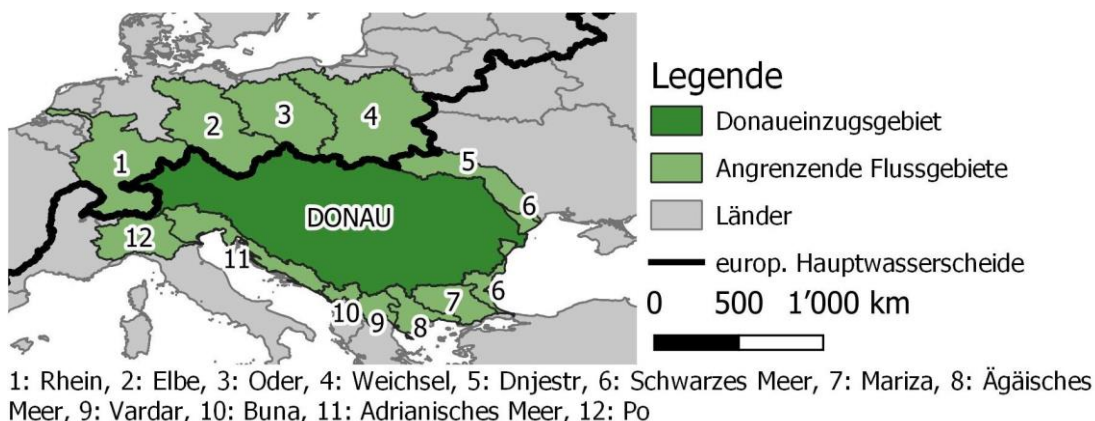 Legende
Donaueinzugsgebiet
Angrenzende Flussgebiete
Länder
europ. Hauptwasserscheide
0 500 1’000 km
1
2
3
4
5
6
DONAU
12
11
10
9
8
7
6
1: Rhein, 2: Elbe, 3: Oder, 4: Weichsel, 5: Dnjestr, 6: Schwarzes Meer, 7: Mariza, 8: Ägäisches
Meer, 9: Vardar, 10: Buna, 11: Adrianisches Meer, 12: Po